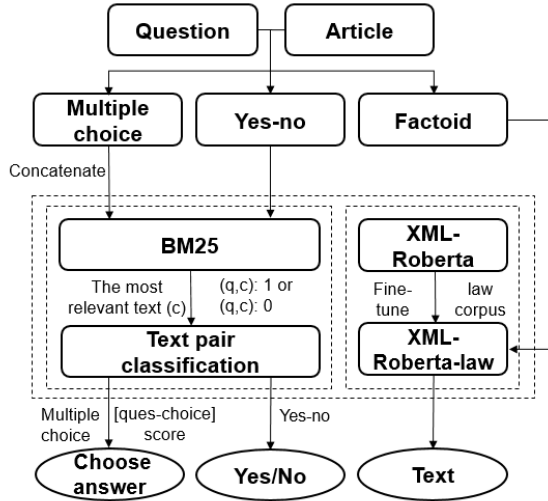 Question
Article
Multiple
choice
Yes-no
Factoid
Concatenate
BM25
XML-
Roberta
The most
relevant text (c)
(q,c): 1 or
(q,c): 0
Fine-
tune
law
corpus
Text pair
classification
XML-
Roberta-law
Multiple
choice
[ques-choice]
score
Yes-no
Choose
answer
Yes/No
Text